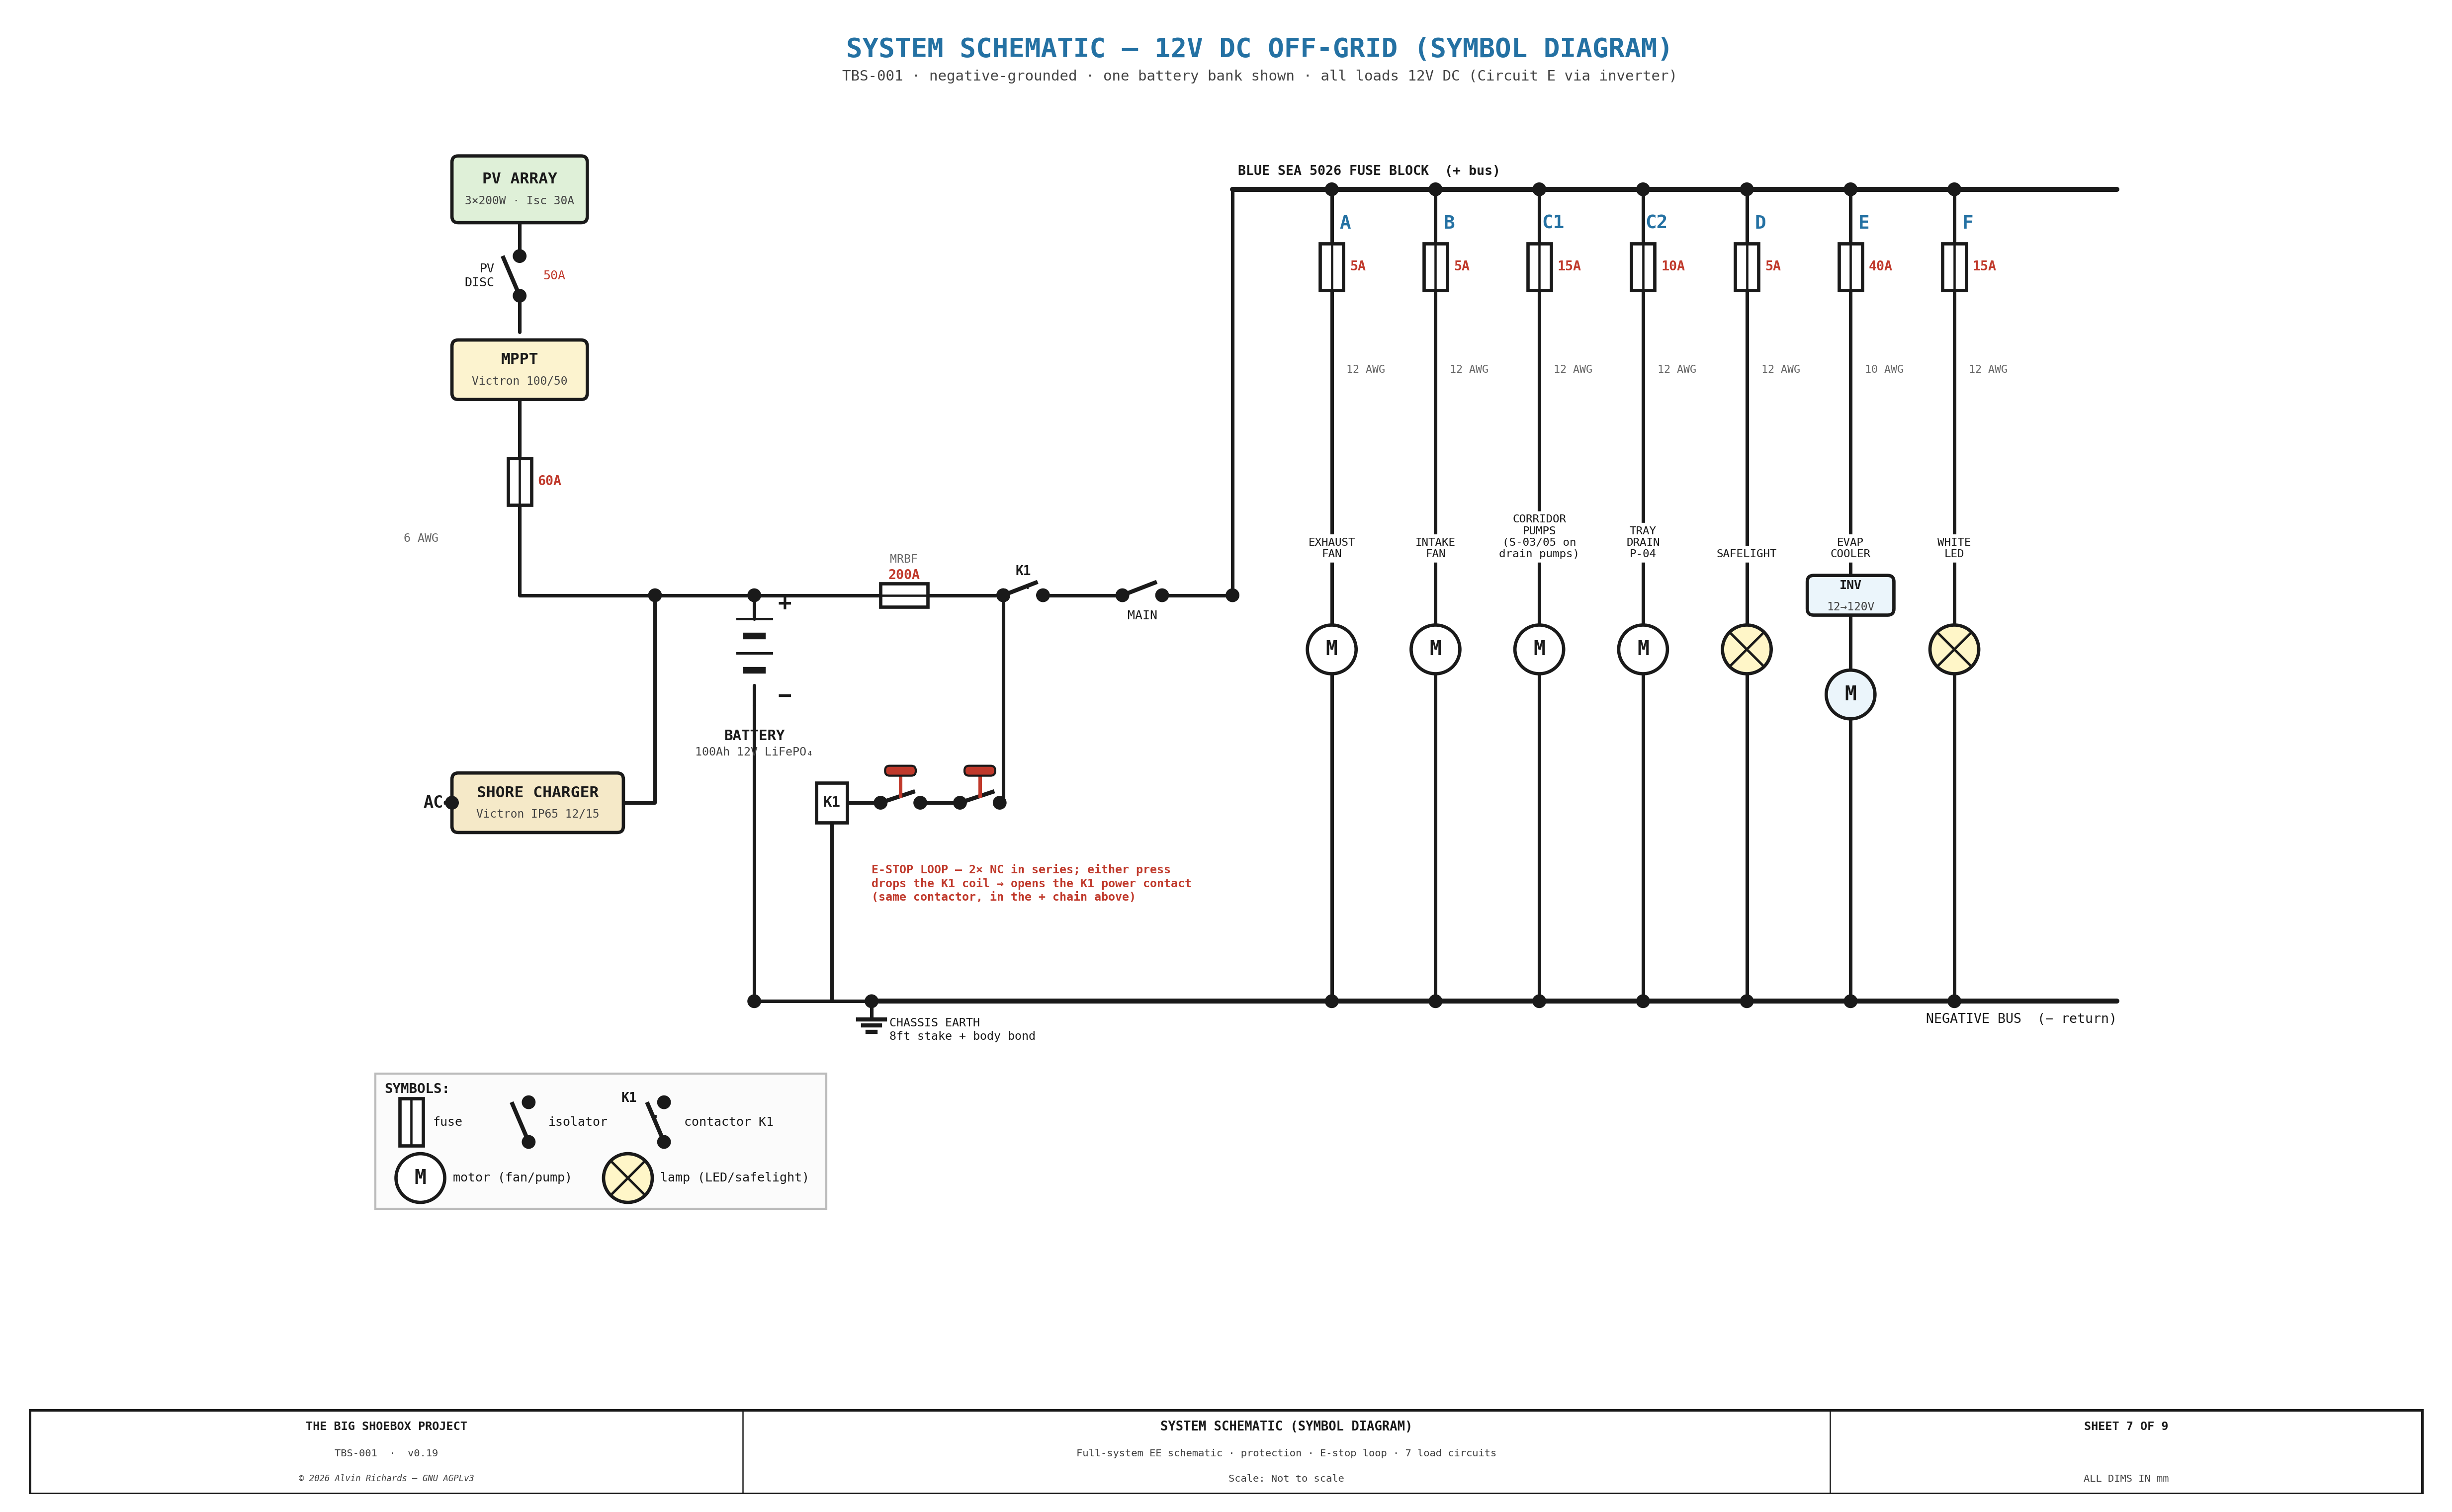 SYSTEM SCHEMATIC — 12V DC OFF-GRID (SYMBOL DIAGRAM)
TBS-001 · negative-grounded · one battery bank shown · all loads 12V DC (Circuit E via inverter)
PV ARRAY
3×200W · Isc 30A
PV
DISC
50A
MPPT
Victron 100/50
60A
6 AWG
BLUE SEA 5026 FUSE BLOCK (+ bus)
A
B
C1
C2
D
E
F
5A
5A
15A
10A
5A
40A
15A
12 AWG
12 AWG
12 AWG
12 AWG
12 AWG
10 AWG
12 AWG
EXHAUST
FAN
INTAKE
FAN
CORRIDOR
PUMPS
(S-03/05 on
drain pumps)
TRAY
DRAIN
P-04
SAFELIGHT
EVAP
COOLER
WHITE
LED
INV
12→120V
M
M
M
M
M
MRBF
200A
K1
MAIN
+
−
BATTERY
100Ah 12V LiFePO₄
AC
SHORE CHARGER
Victron IP65 12/15
K1
E-STOP LOOP — 2× NC in series; either press
drops the K1 coil → opens the K1 power contact
(same contactor, in the + chain above)
CHASSIS EARTH
8ft stake + body bond
NEGATIVE BUS (− return)
SYMBOLS:
fuse
isolator
K1
contactor K1
M
motor (fan/pump)
lamp (LED/safelight)
THE BIG SHOEBOX PROJECT
TBS-001 · v0.19
© 2026 Alvin Richards — GNU AGPLv3
SYSTEM SCHEMATIC (SYMBOL DIAGRAM)
Full-system EE schematic · protection · E-stop loop · 7 load circuits
Scale: Not to scale
SHEET 7 OF 9
ALL DIMS IN mm